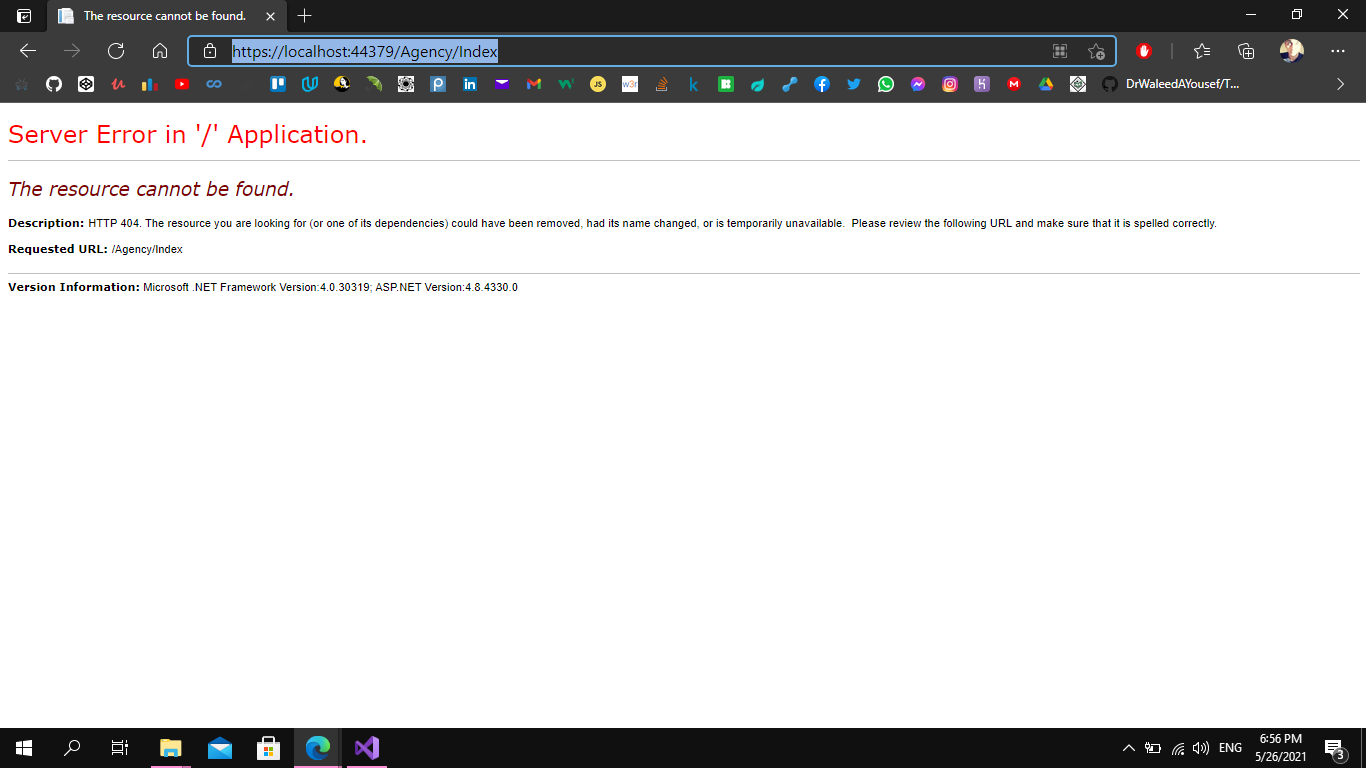 The resource cannot be found.
https://localhost:44379/Agency/Index
JS
w3r
DrWaleedAYousef/T...
Server Error in '/' Application.
The resource cannot be found.
Description: HTTP 404. The resource you are looking for (or one of its dependencies) could have been removed, had its name changed, or is temporarily unavailable.  Please review the following URL and make sure that it is spelled correctly.
Requested URL: /Agency/Index
Version Information: Microsoft .NET Framework Version:4.0.30319; ASP.NET Version:4.8.4330.0
ENG
6:56 PM
5/26/2021
3